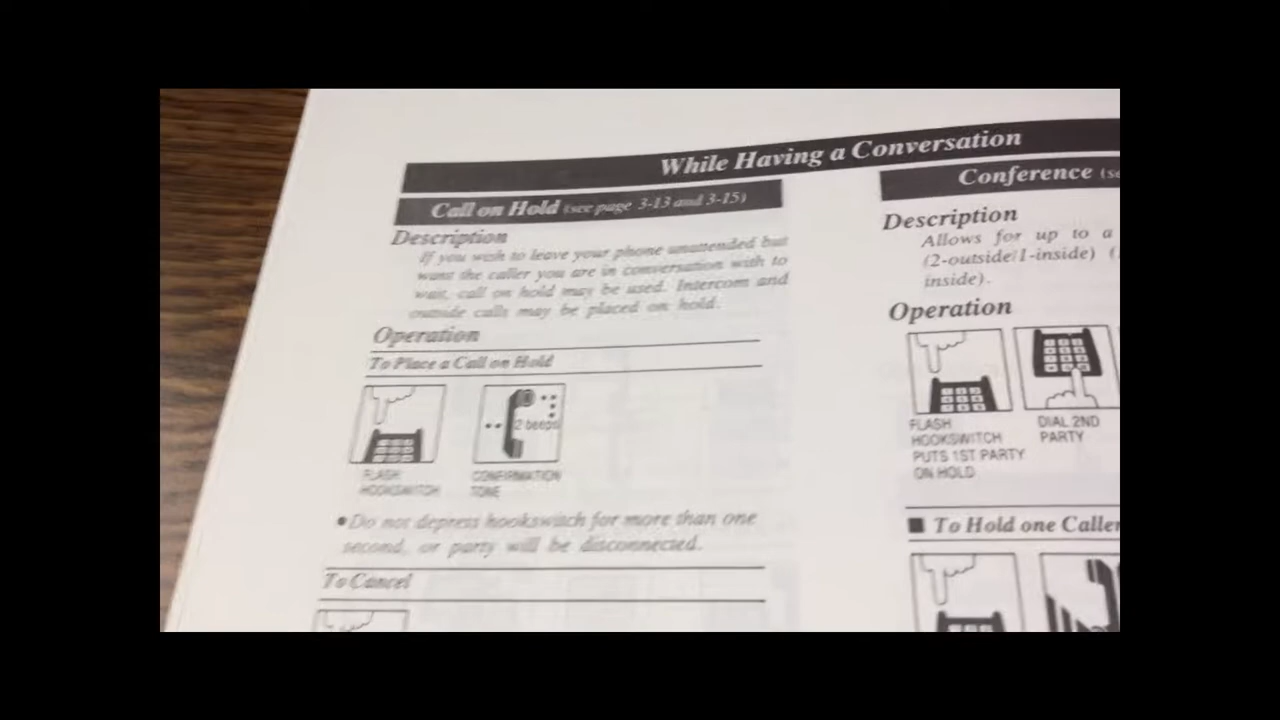 While Having a Conversation
Call on Hold (see page 3-13 and 3-15)
Description
If you wish to leave your phone unattended but
want the caller you are in conversation with to
wait, call on hold may be used. Intercom and
outside calls may be placed on hold.
Operation
To Place a Call on Hold
2 beeps
FLASH
HOOKSWITCH
CONFIRMATION
TONE
•Do not depress hookswitch for more than one
second, or party will be disconnected.
To Cancel
Conference
Description
Allows for up to a
(2-outside/1-inside)
inside).
Operation
FLASH
HOOKSWITCH
PUTS 1ST PARTY
ON HOLD
DIAL 2ND
PARTY
■ To Hold one Caller